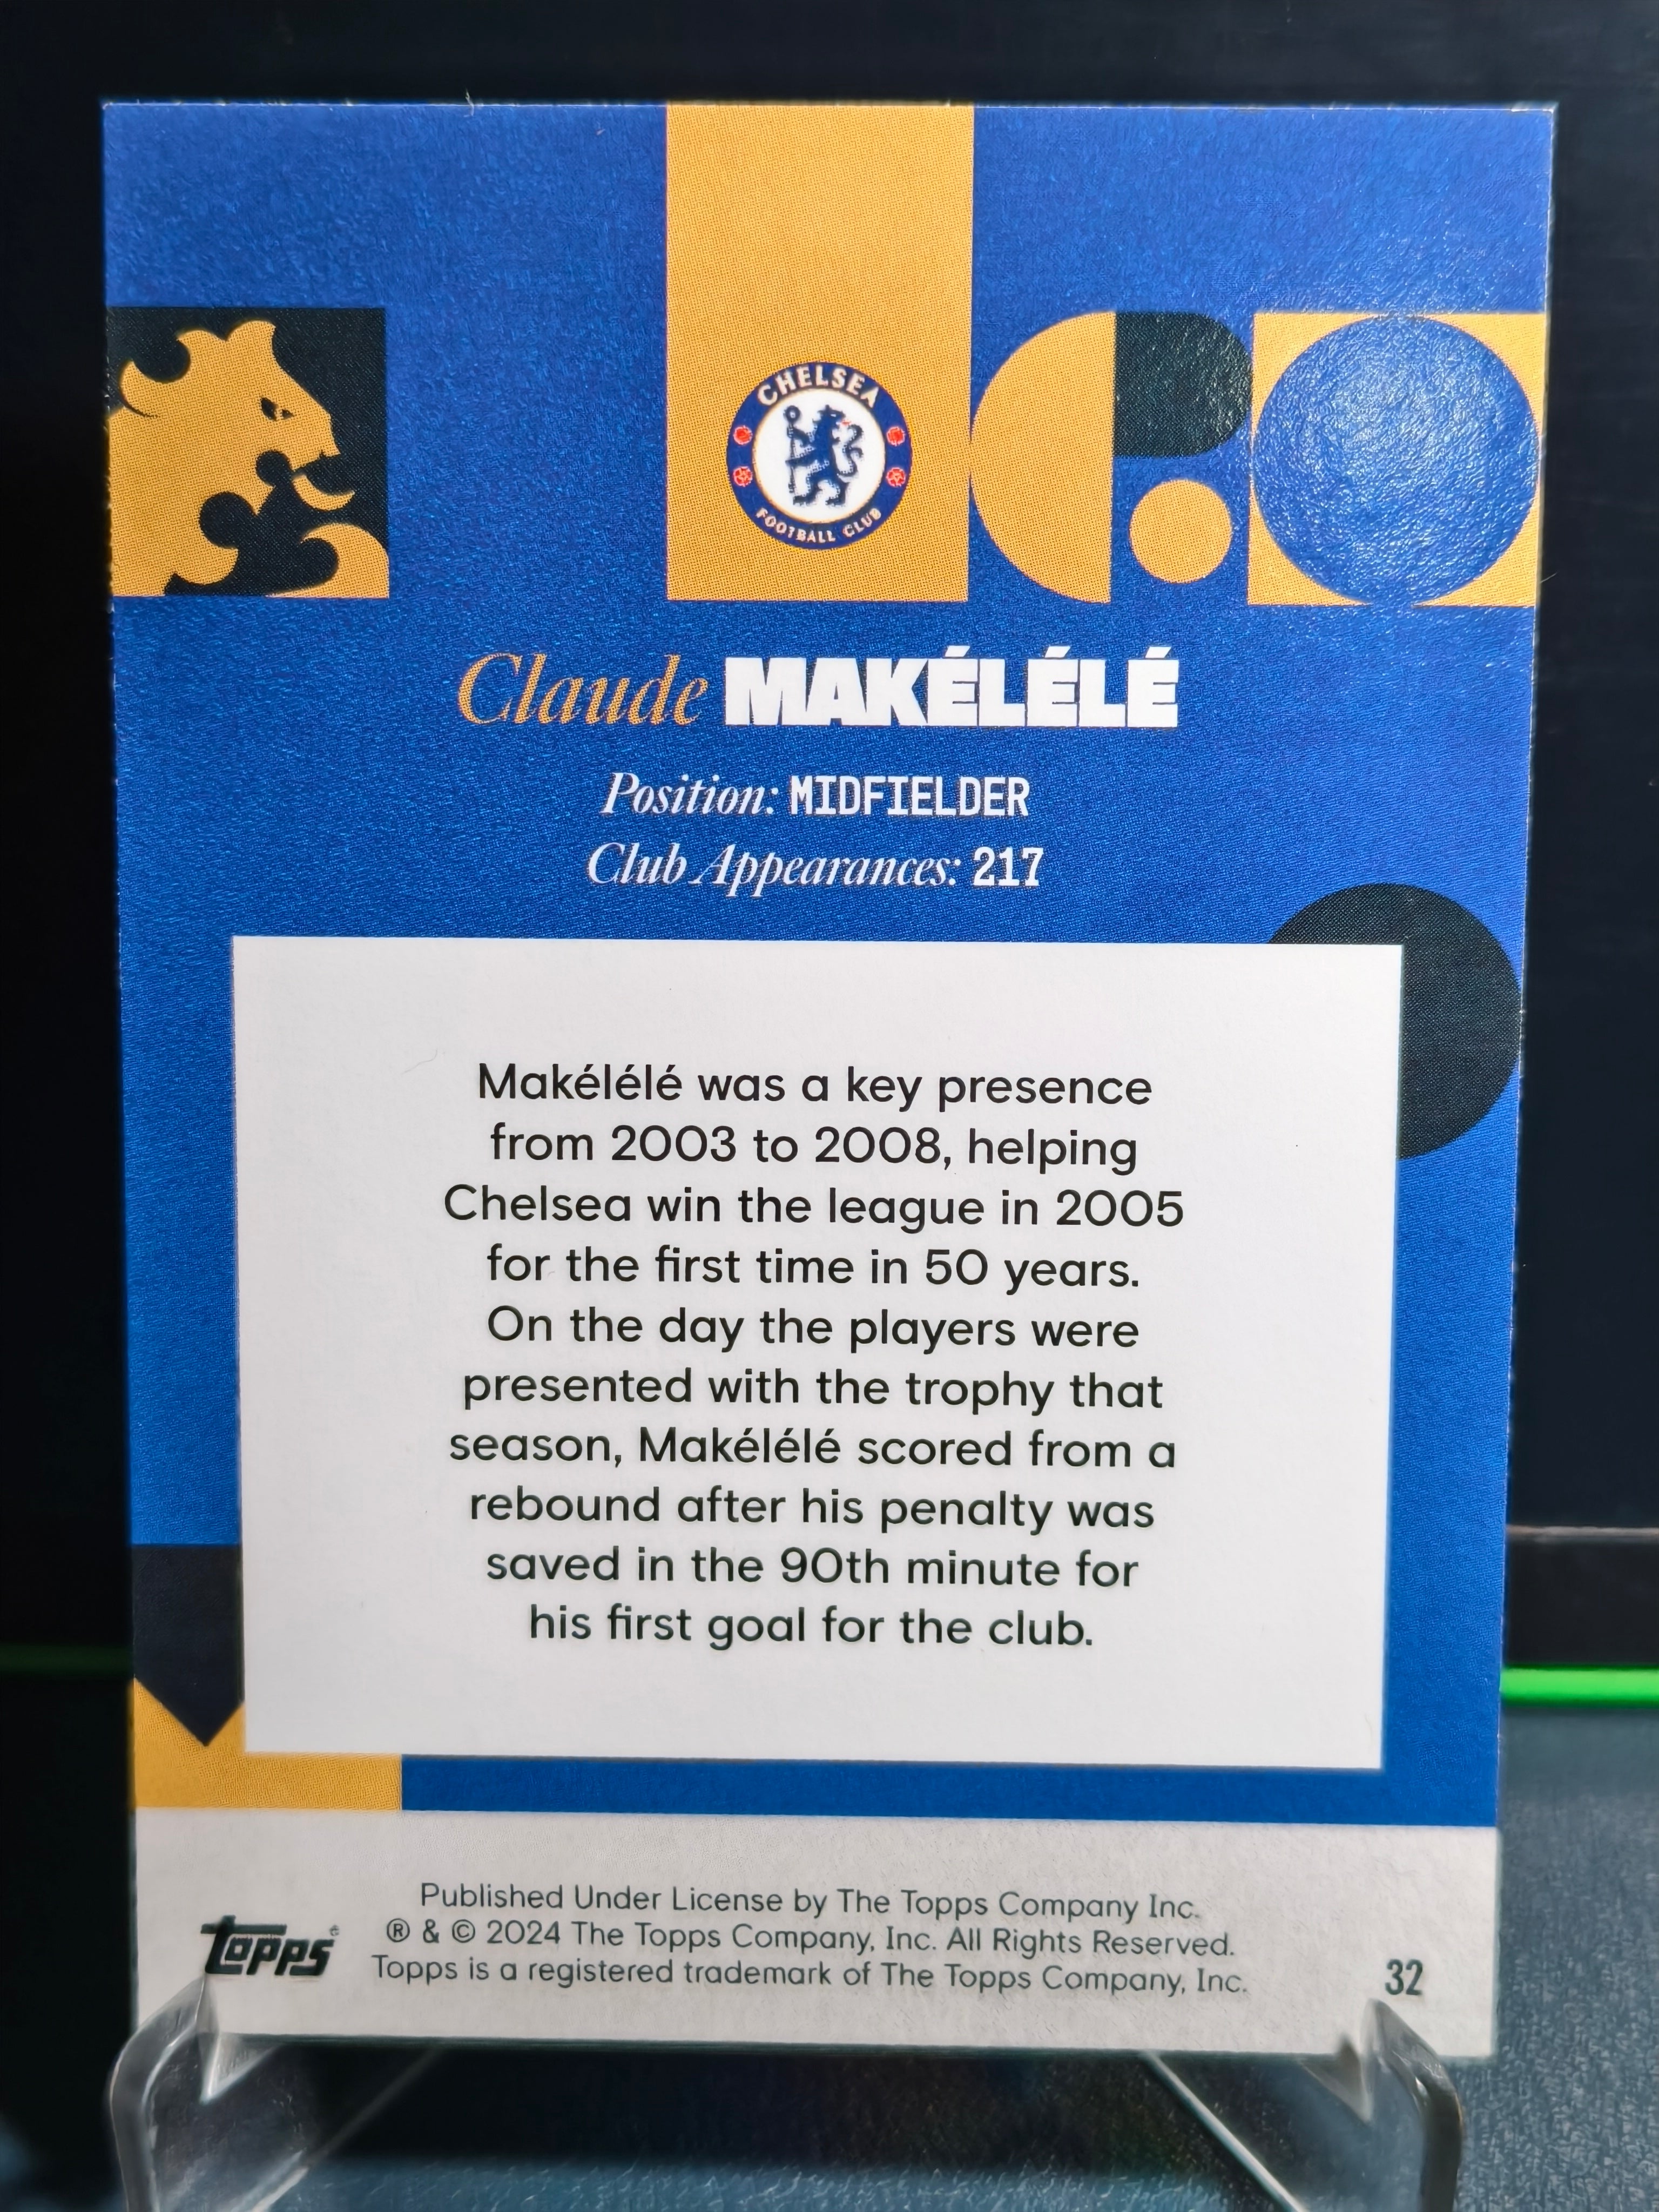 CHELSEA
FOOTBALL CLUB
Claude MAKÉLÉLÉ
Position: MIDFIELDER
Club Appearances: 217
Makélélé was a key presence
from 2003 to 2008, helping
Chelsea win the league in 2005
for the first time in 50 years.
On the day the players were
presented with the trophy that
season, Makélélé scored from a
rebound after his penalty was
saved in the 90th minute for
his first goal for the club.
Published Under License by The Topps Company Inc.
® & © 2024 The Topps Company, Inc. All Rights Reserved.
Topps is a registered trademark of The Topps Company, Inc.
topps®
32